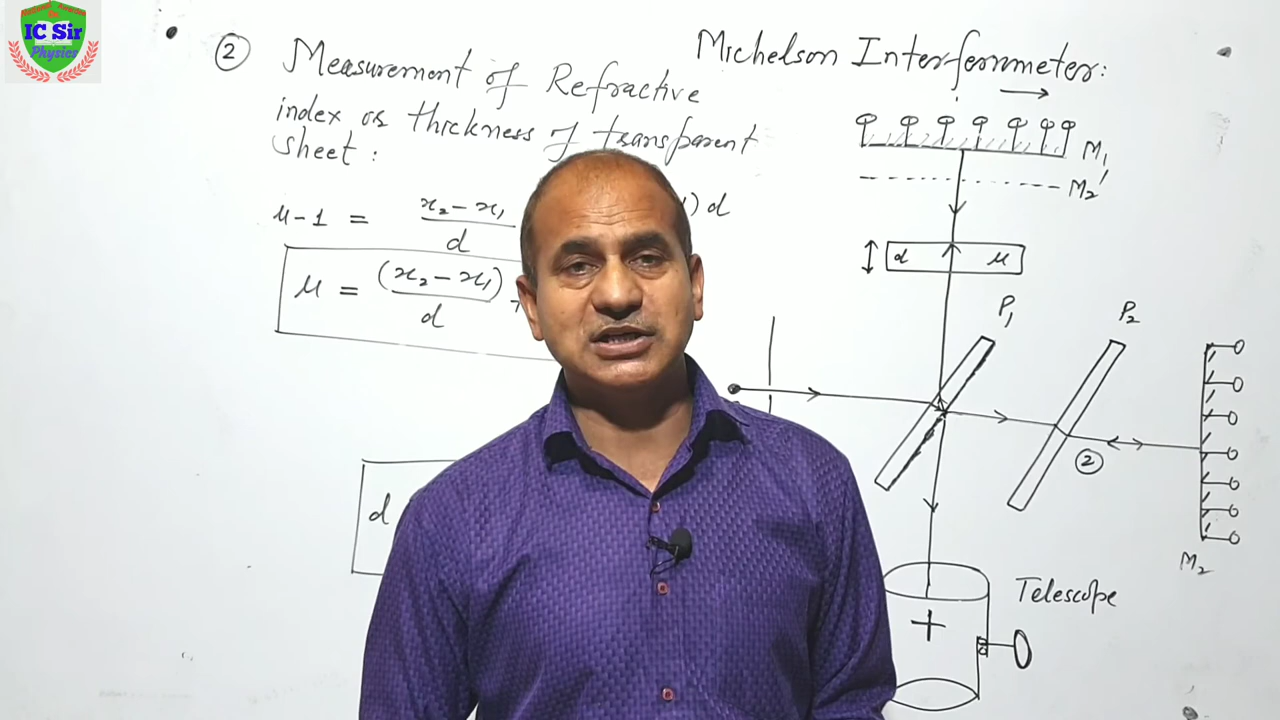 IC Sir
Physics
② Measurement of Refractive
index or thickness of transparent
sheet :
μ-1 = x₂-x₁ / d
) d
μ = (x₂-x₁) / d +
d
Michelson Interferometer:
M₁
M₂'
d μ
P₁
P₂
②
M₂
Telescope